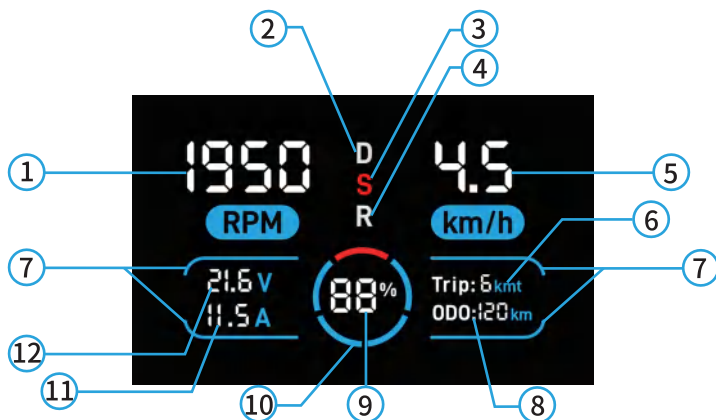 ② ③ ④
① 1950 D 4.5 ⑤
S
RPM R km/h ⑥
⑦ 21.6 V 88% Trip: 6 kmt ⑦
11.5 A ODO:120 km
⑫ ⑪ ⑩ ⑨ ⑧